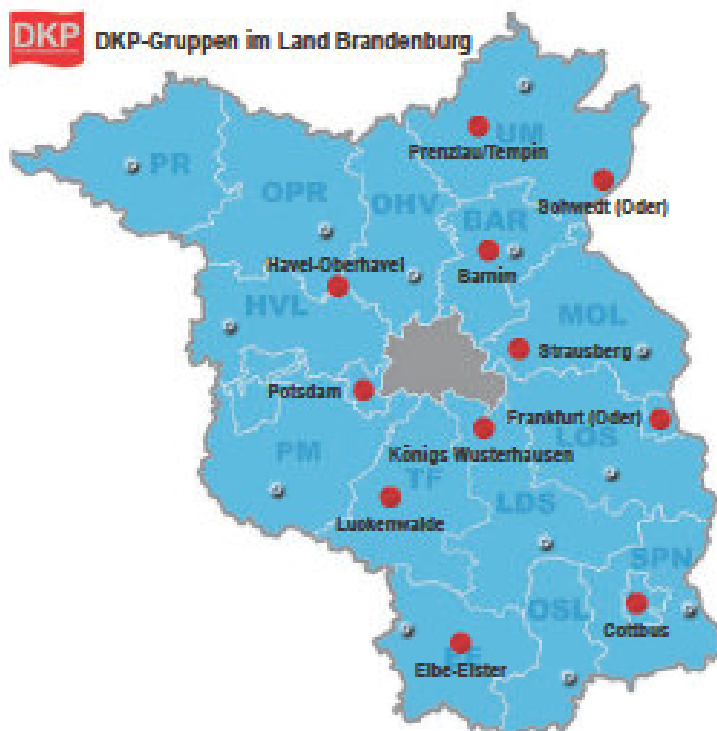 DKP
DKP-Gruppen im Land Brandenburg
UM
Prenzlau/Templin
PR
OPR
OHV
Schwedt (Oder)
BAR
Havel-Oberhavel
Barnim
HVL
MOL
Strausberg
Potsdam
Frankfurt (Oder)
LOS
Königs Wusterhausen
PM
TF
LDS
Luckenwalde
SPN
OSL
Cottbus
EE
Elbe-Elster